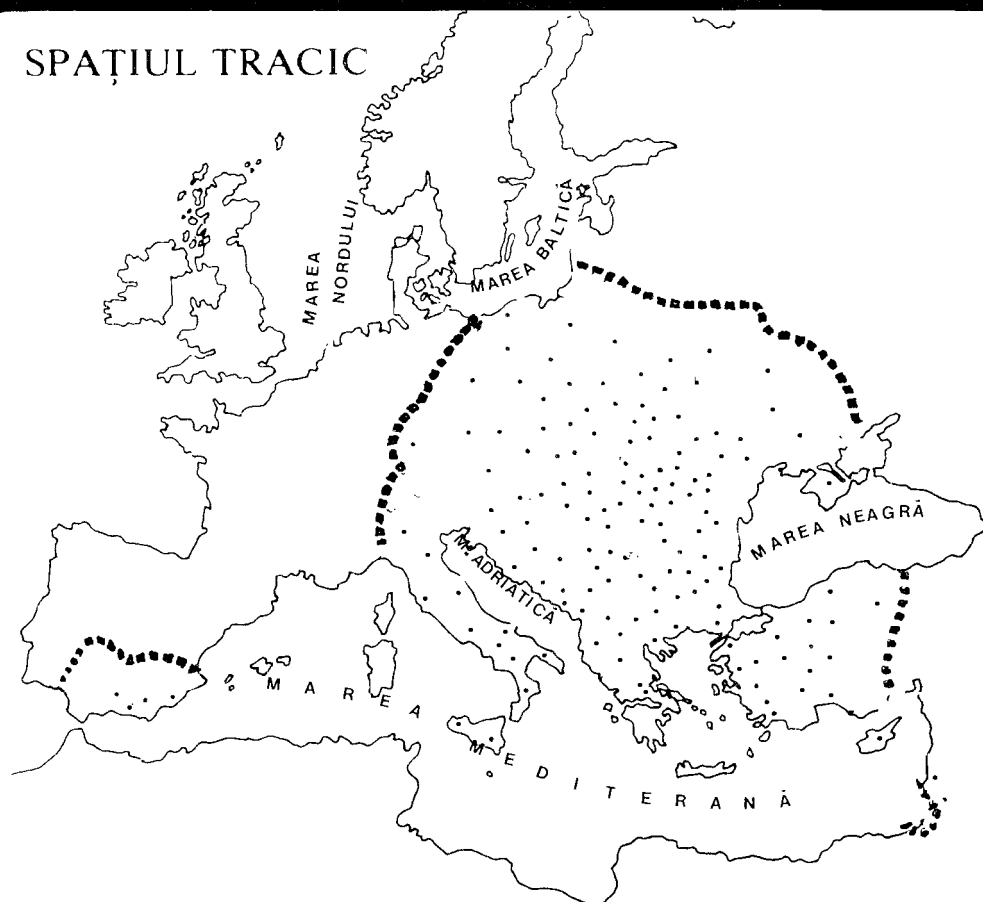 SPAȚIUL TRACIC
MAREA
NORDULUI
MAREA BALTICĂ
MAREA NEAGRĂ
M. ADRIATICĂ
MAREA
MEDITERANĂ